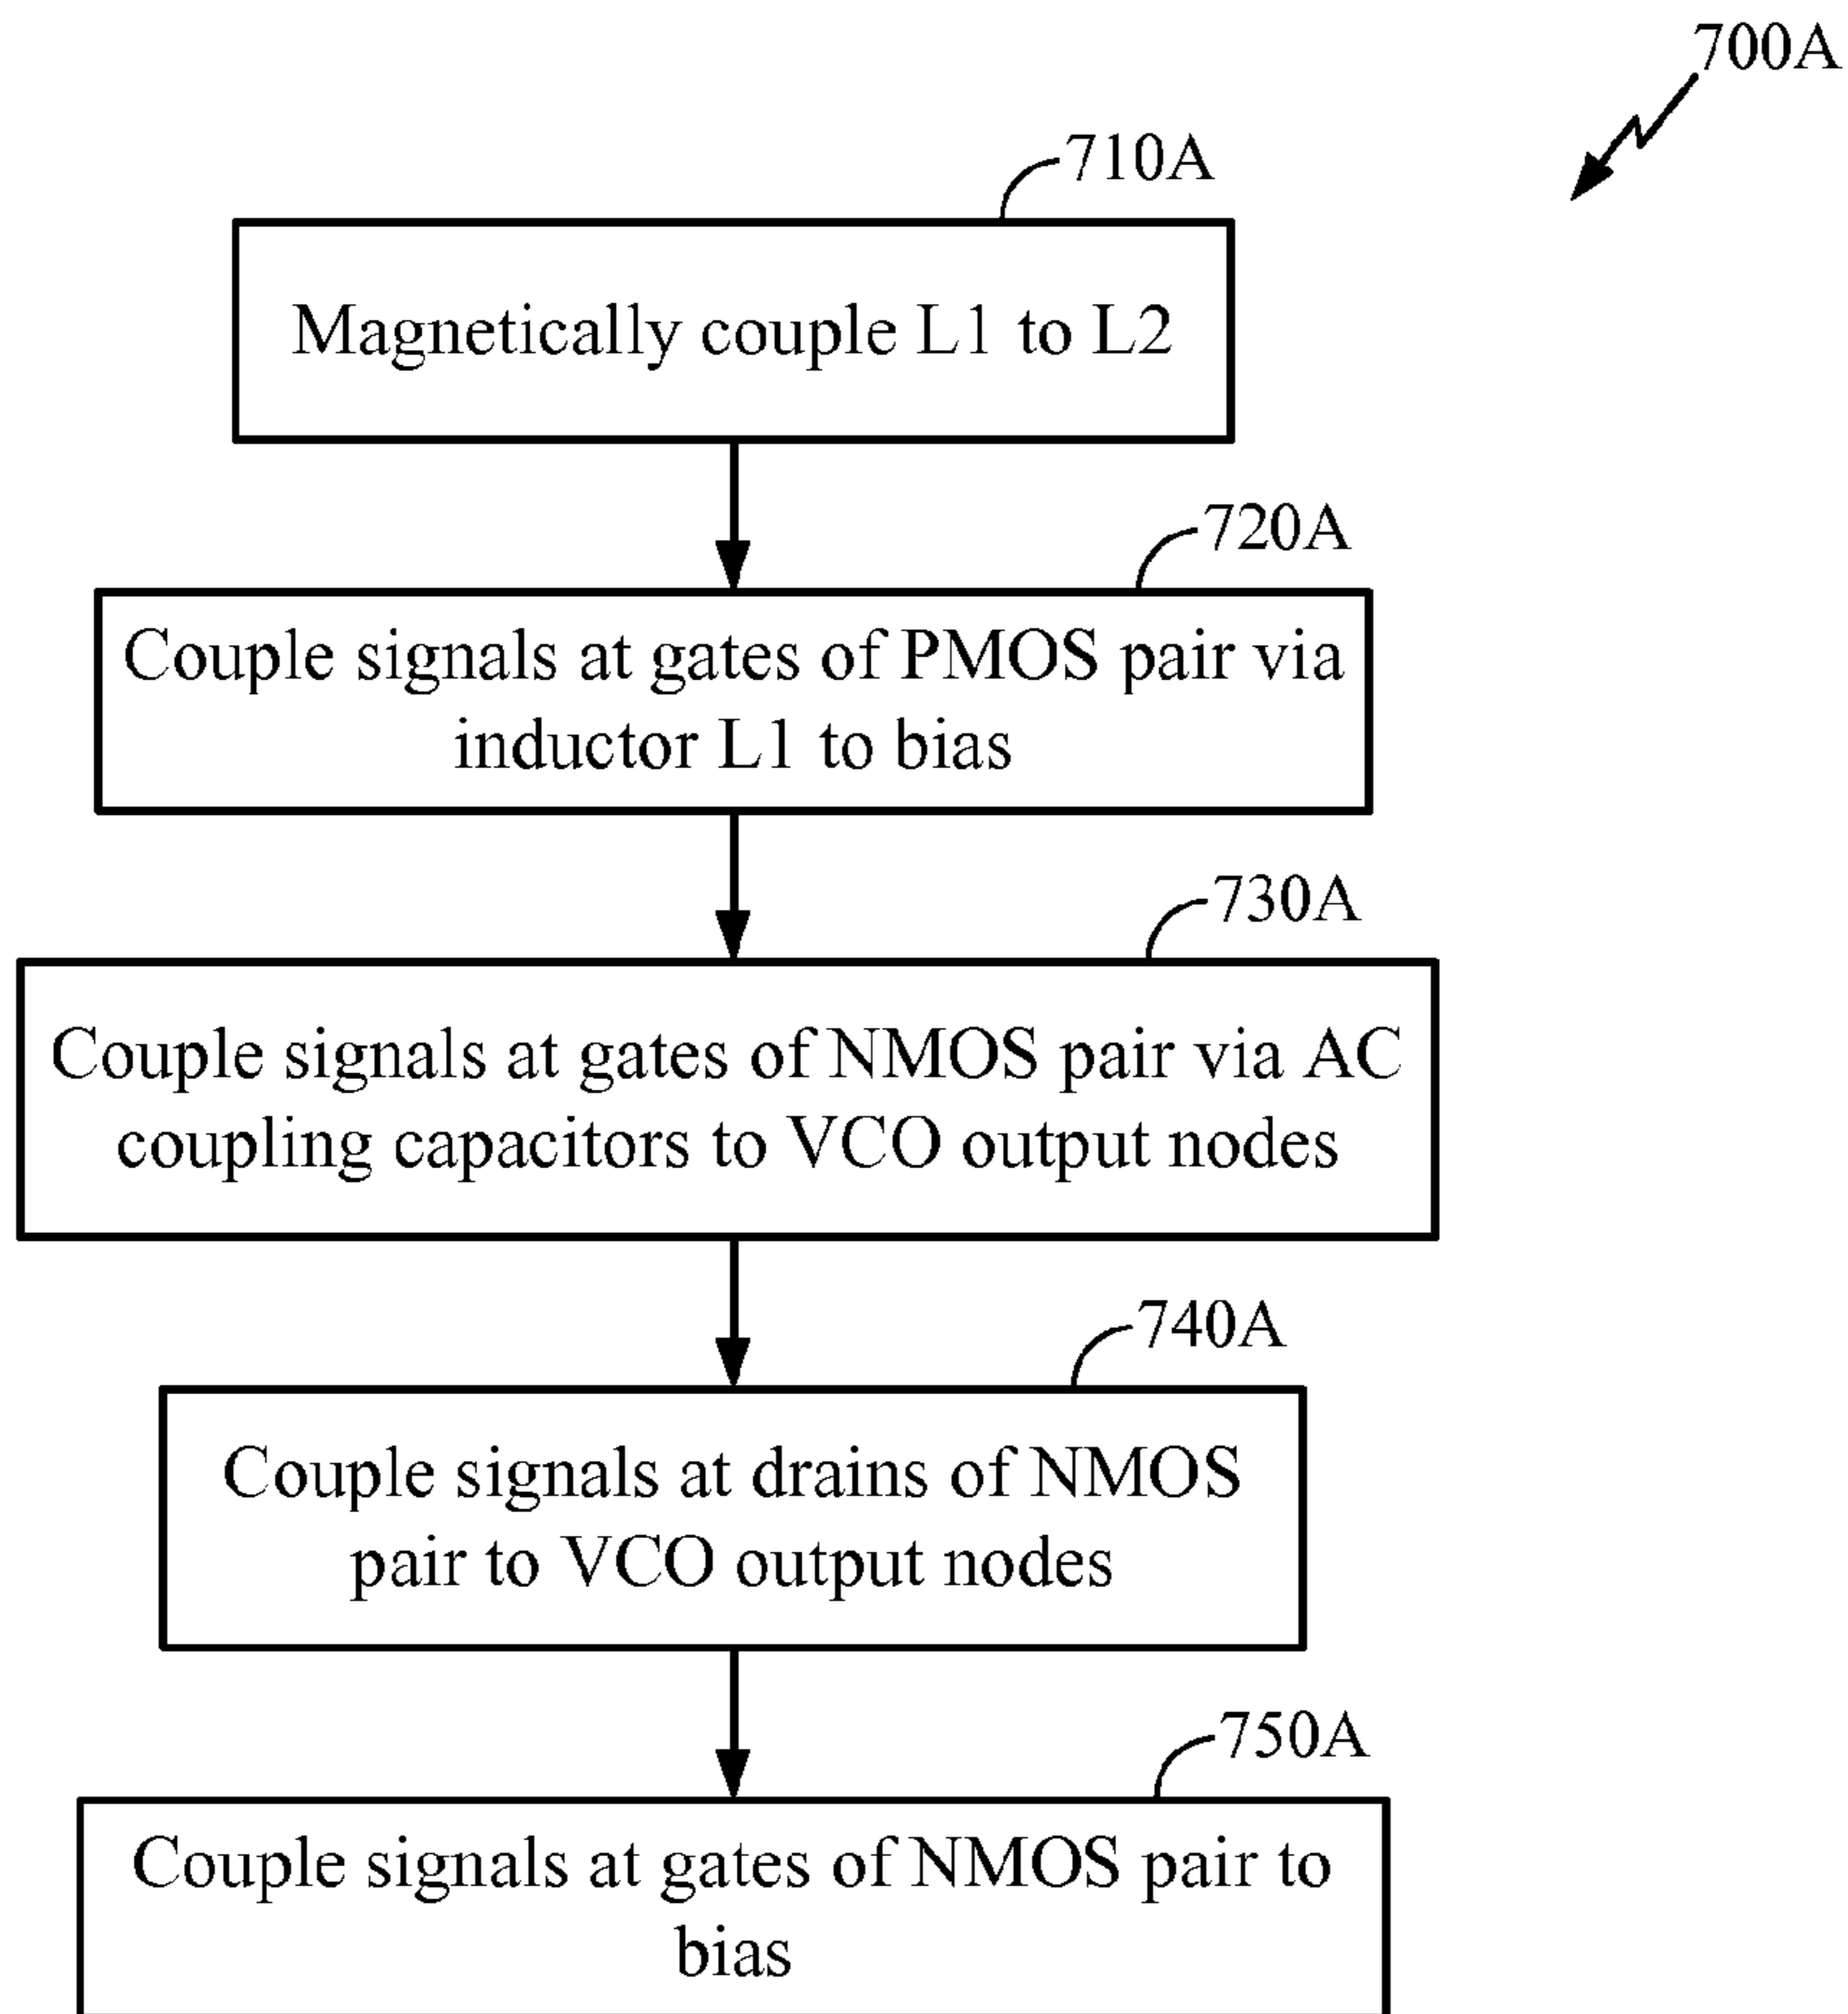 700A
710A
Magnetically couple L1 to L2
720A
Couple signals at gates of PMOS pair via
inductor L1 to bias
730A
Couple signals at gates of NMOS pair via AC
coupling capacitors to VCO output nodes
740A
Couple signals at drains of NMOS
pair to VCO output nodes
750A
Couple signals at gates of NMOS pair to
bias